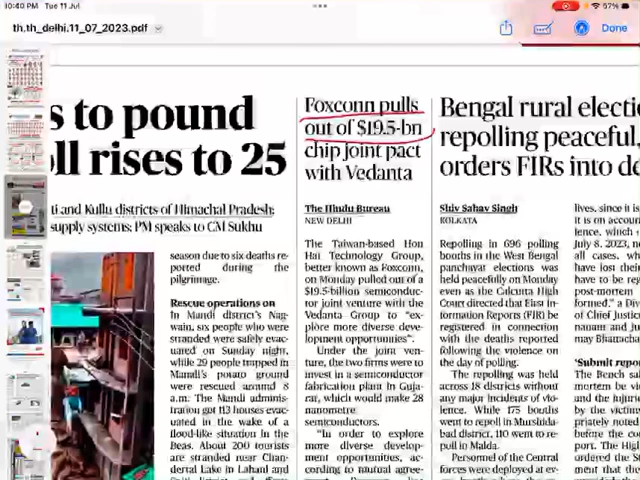 10:40 PM Tue 11 Jul
57%
th.th_delhi.11_07_2023.pdf
Done
s to pound
ll rises to 25
ti and Kullu districts of Himachal Pradesh;
supply systems; PM speaks to CM Sukhu
season due to six deaths re-
ported during the
pilgrimage.
Rescue operations on
In Mandi district's Nag-
wain, six people who were
stranded were safely evac-
uated on Sunday night,
while 29 people trapped in
Mandi's potato ground
were rescued around 8
a.m. The Mandi adminis-
tration got 113 houses evac-
uated in the wake of a
flood-like situation in the
Beas. About 200 tourists
are stranded near Chan-
dertal Lake in Lahaul and
Foxconn pulls
out of $19.5-bn
chip joint pact
with Vedanta
The Hindu Bureau
NEW DELHI
The Taiwan-based Hon
Hai Technology Group,
better known as Foxconn,
on Monday pulled out of a
$19.5-billion semiconduc-
tor joint venture with the
Vedanta Group to "ex-
plore more diverse deve-
lopment opportunities".
Under the joint ven-
ture, the two firms were to
invest in a semiconductor
fabrication plant in Guja-
rat, which would make 28
nanometre
semiconductors.
"In order to explore
more diverse develop-
ment opportunities, ac-
cording to mutual agree-
Bengal rural electi
repolling peaceful,
orders FIRs into de
Shiv Sahay Singh
KOLKATA
Repolling in 696 polling
booths in the West Bengal
panchayat elections was
held peacefully on Monday
even as the Calcutta High
Court directed that First In-
formation Reports (FIR) be
registered in connection
with the deaths reported
following the violence on
the day of polling.
The repolling was held
across 18 districts without
any major incidents of vio-
lence. While 175 booths
went to repoll in Murshida-
bad district, 110 went to re-
poll in Malda.
Personnel of the Central
forces were deployed at ev-
lives, since it is
it is on accoun
lence, which
July 8, 2023, n
all cases, wh
have lost thei
have to be reg
post-mortem
formed," a Div
of Chief Justic
nanam and Ju
may Bhattacha
'Submit repo
The Bench sa
mortem be vi
and the injuri
by the victim
priately noted
before the co
port. The High
ordered the S
ment that the